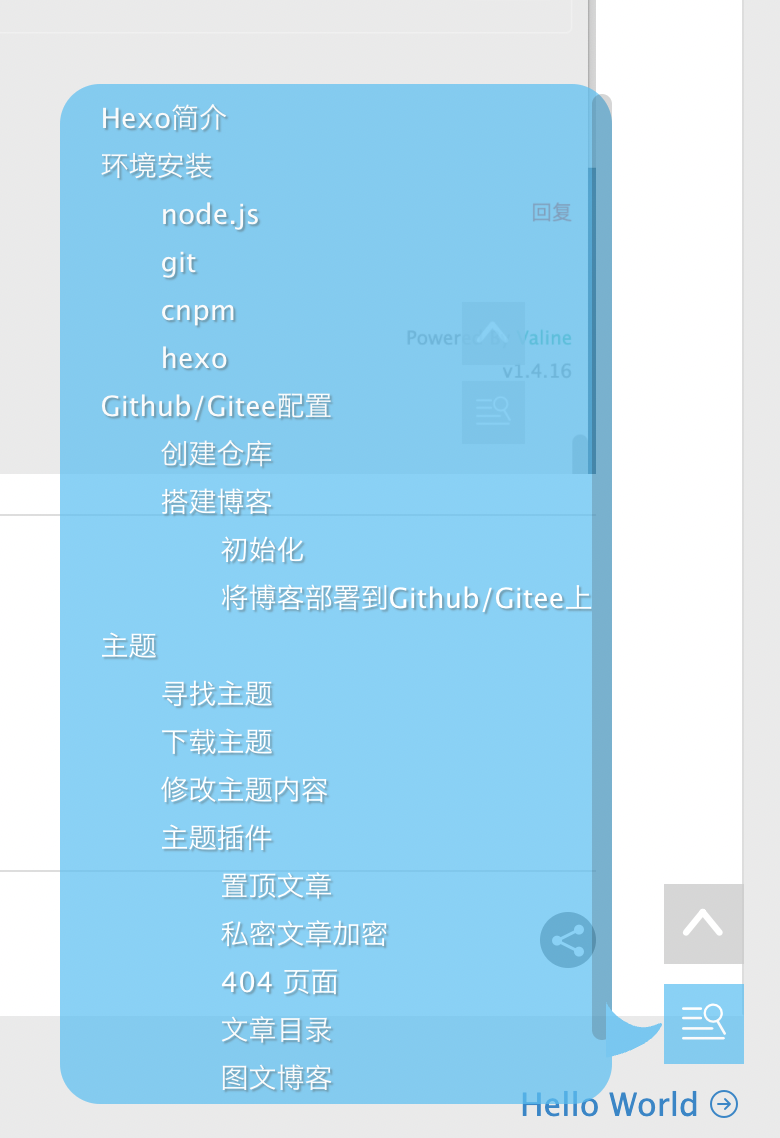 Hexo简介
环境安装
node.js
回复
git
cnpm
Powered By Valine
hexo
v1.4.16
Github/Gitee配置
创建仓库
搭建博客
初始化
将博客部署到Github/Gitee上
主题
寻找主题
下载主题
修改主题内容
主题插件
置顶文章
私密文章加密
404 页面
文章目录
图文博客
Hello World